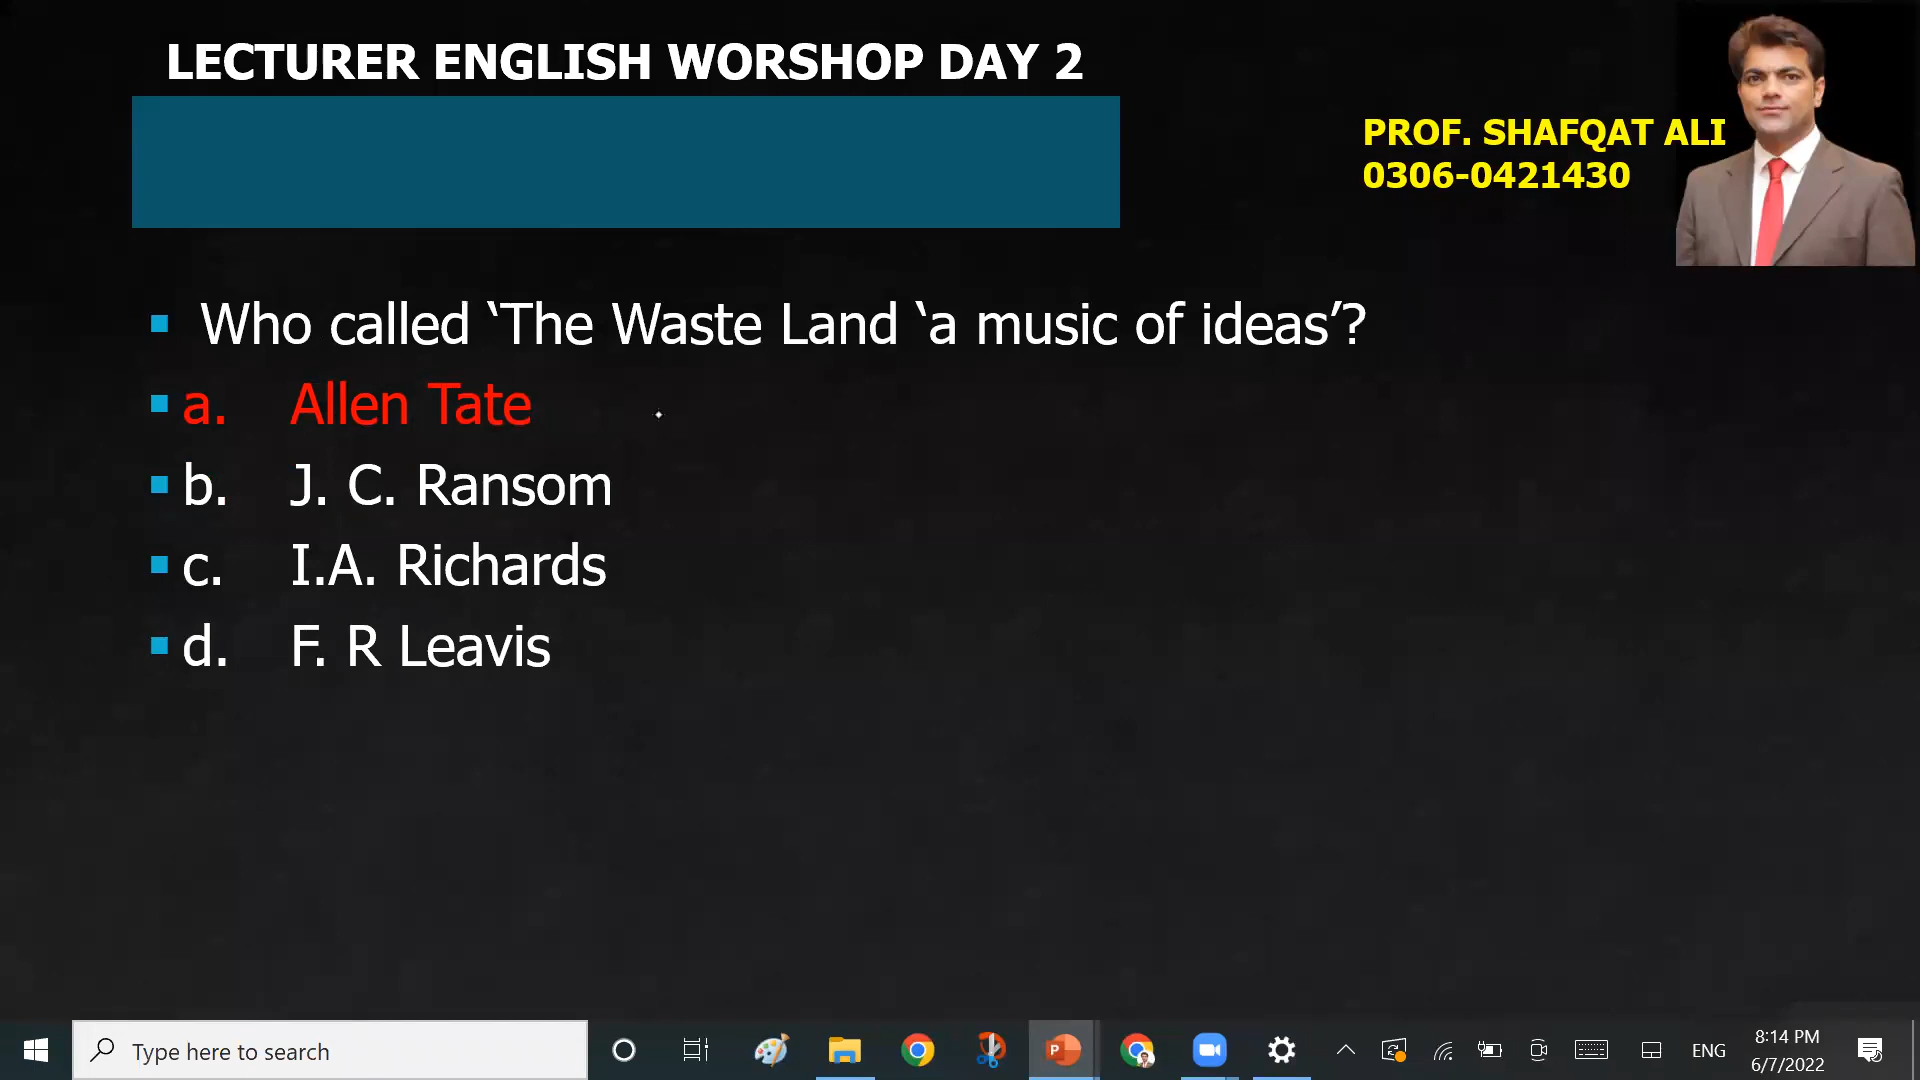 LECTURER ENGLISH WORSHOP DAY 2
PROF. SHAFQAT ALI
0306-0421430
Who called ‘The Waste Land ‘a music of ideas’?
a. Allen Tate
b. J. C. Ransom
c. I.A. Richards
d. F. R Leavis
Type here to search
ENG
8:14 PM
6/7/2022